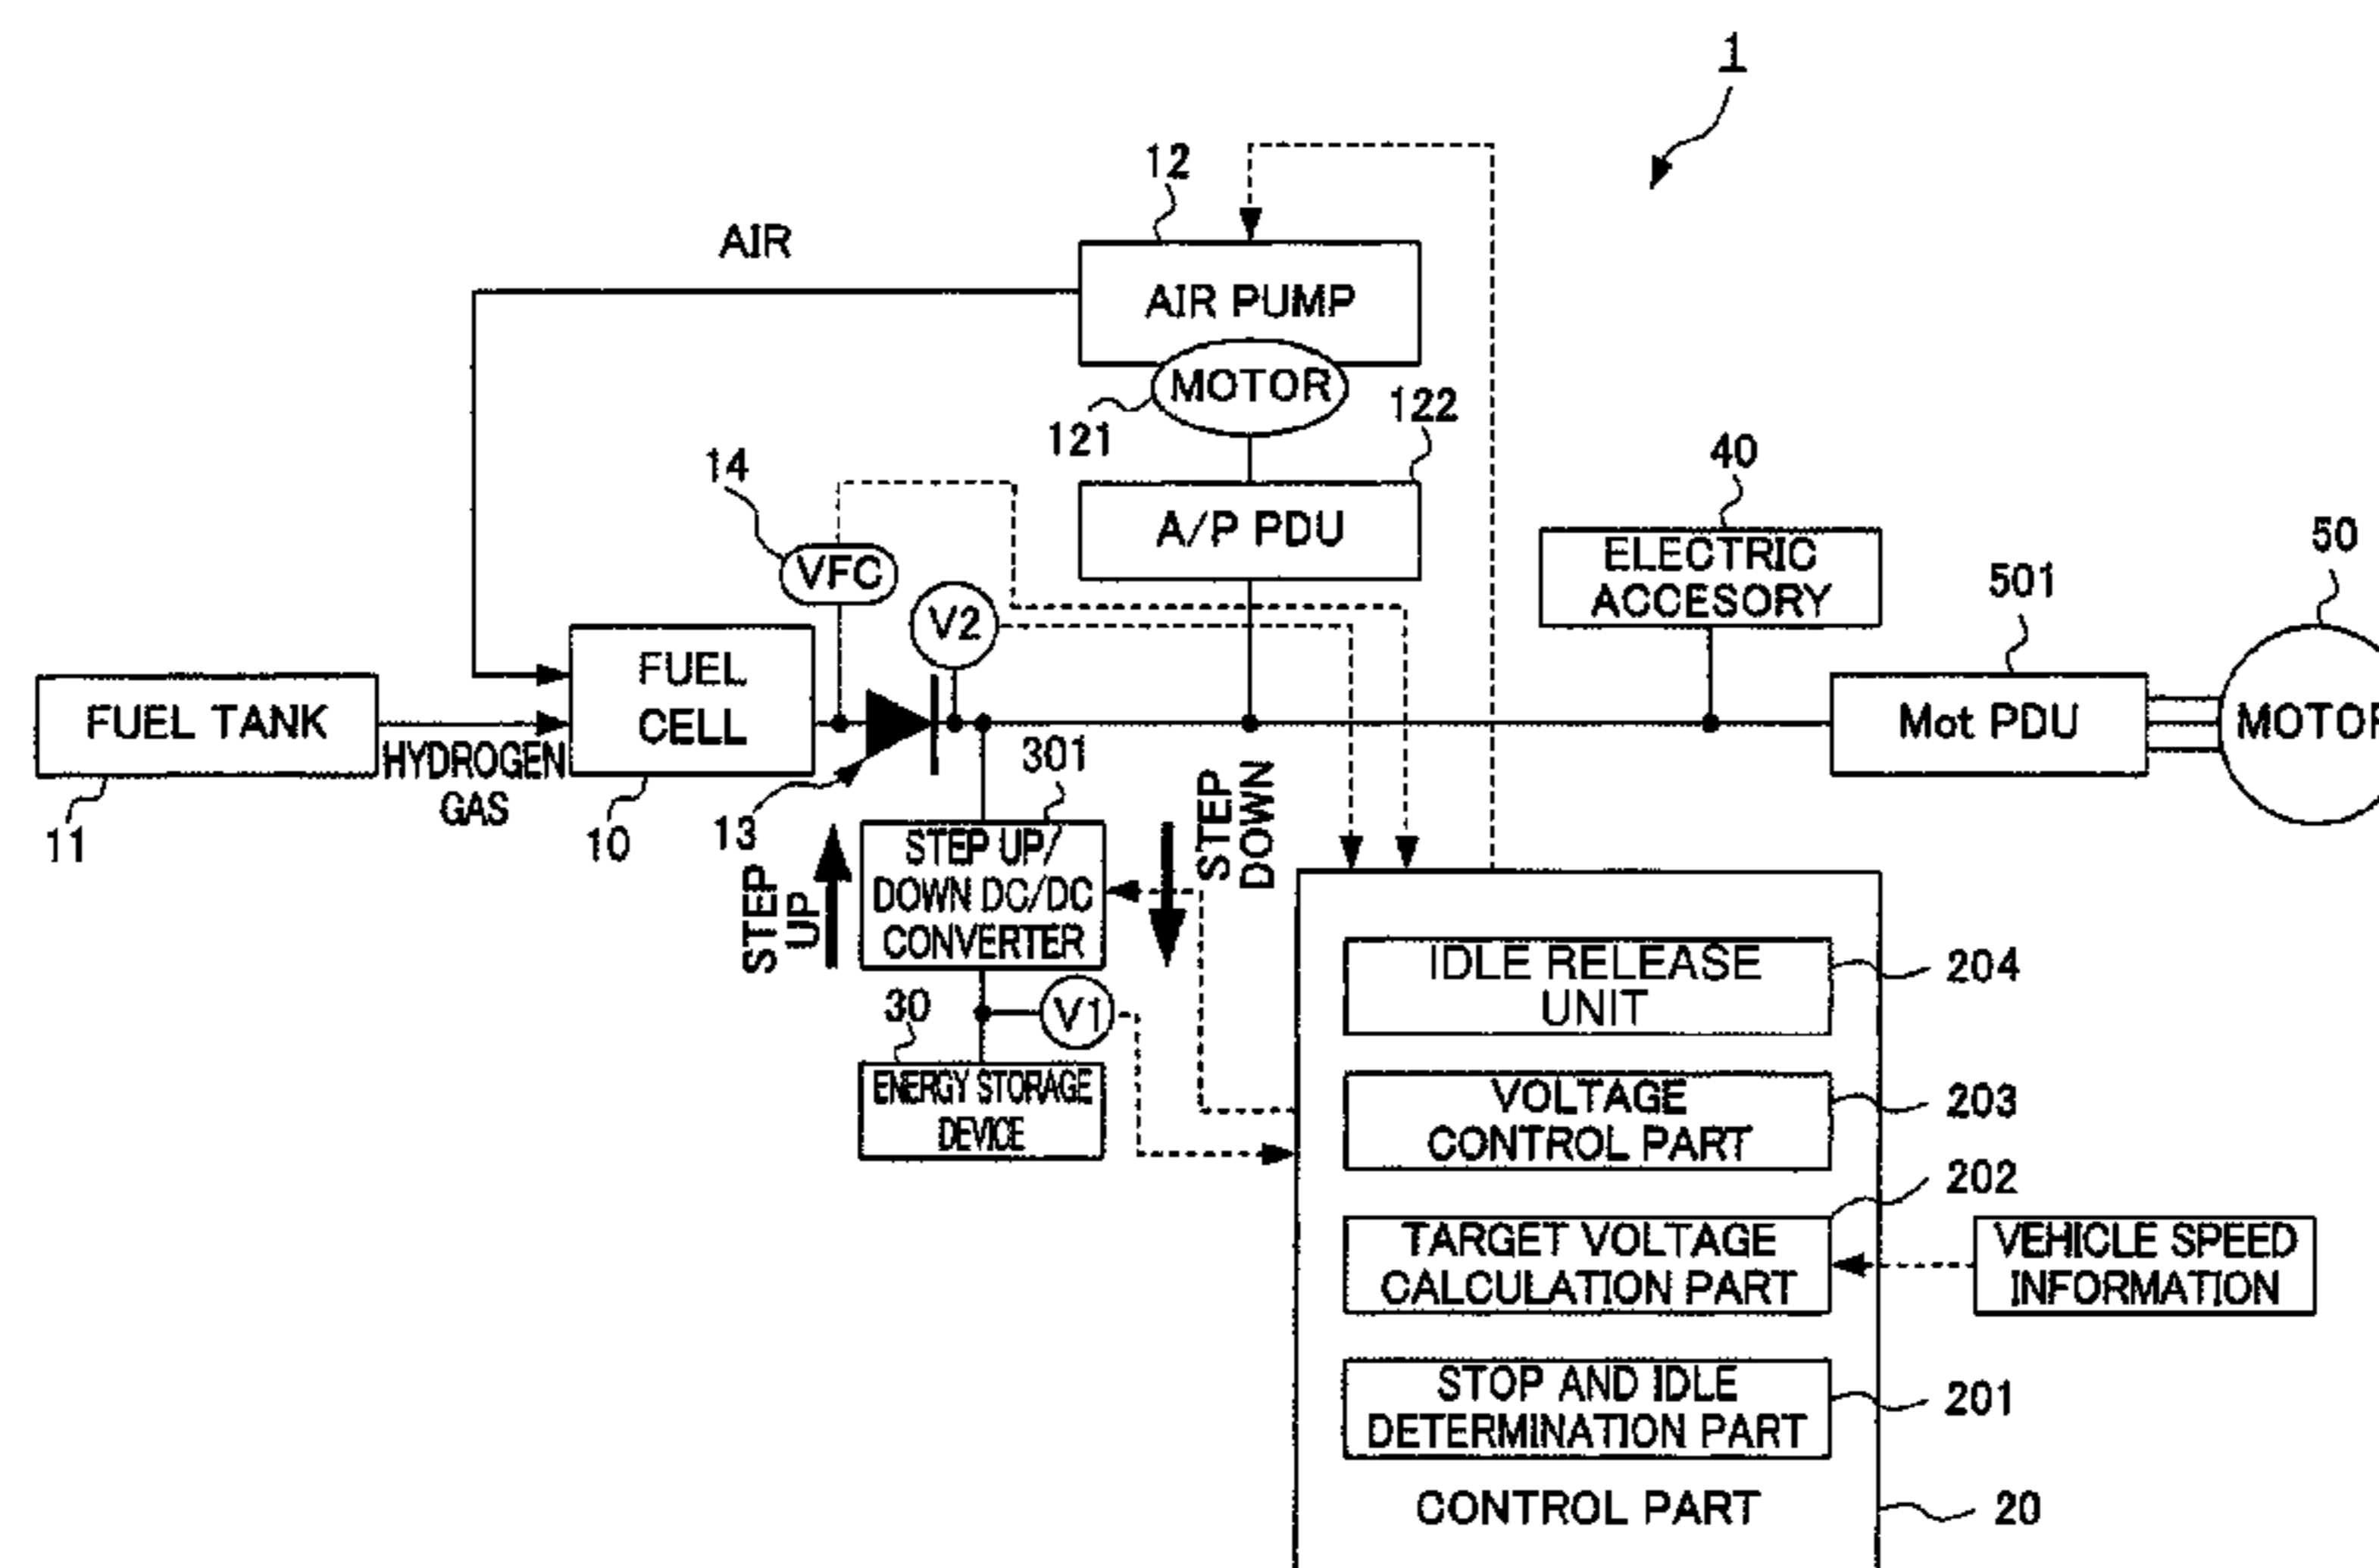 1
12
AIR
AIR PUMP
MOTOR
121
122
14
40
A/P PDU
VFC
ELECTRIC
ACCESORY
501
50
V2
FUEL TANK
HYDROGEN
GAS
FUEL
CELL
Mot PDU
MOTOR
11
10
13
301
STEP
DOWN
STEP
UP
STEP UP/
DOWN DC/DC
CONVERTER
30
V1
ENERGY STORAGE
DEVICE
IDLE RELEASE
UNIT
204
VOLTAGE
CONTROL PART
203
202
TARGET VOLTAGE
CALCULATION PART
VEHICLE SPEED
INFORMATION
STOP AND IDLE
DETERMINATION PART
201
CONTROL PART
20